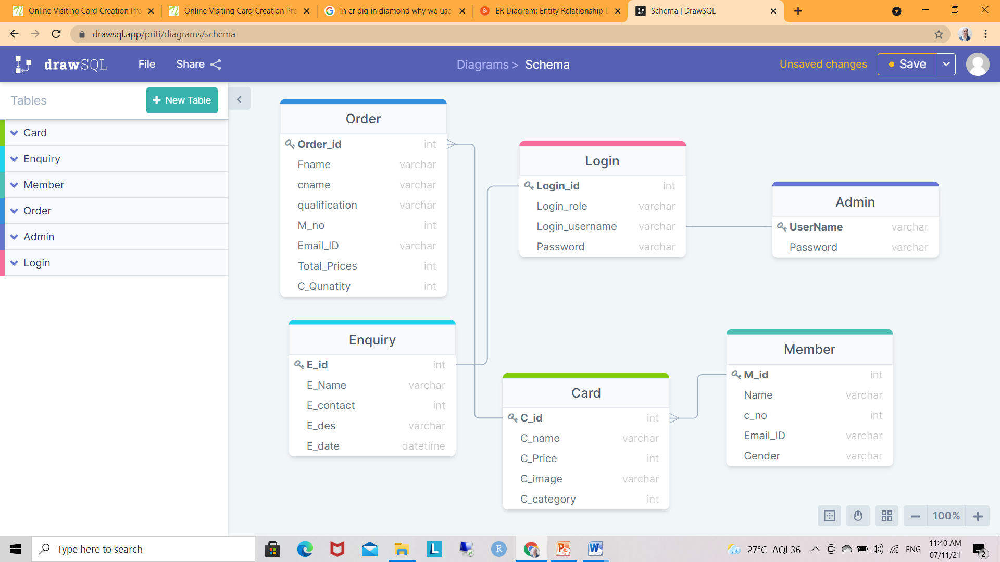 Online Visiting Card Creation Pro
Online Visiting Card Creation Pro
in er dig in diamond why we use
ER Diagram: Entity Relationship D
Schema | DrawSQL
drawsql.app/priti/diagrams/schema
drawSQL
File
Share
Diagrams > Schema
Unsaved changes
Save
Tables
+ New Table
Card
Enquiry
Member
Order
Admin
Login
Order
Order_id int
Fname varchar
cname varchar
qualification varchar
M_no int
Email_ID varchar
Total_Prices int
C_Qunatity int
Login
Login_id int
Login_role varchar
Login_username varchar
Password varchar
Admin
UserName varchar
Password varchar
Enquiry
E_id int
E_Name varchar
E_contact int
E_des varchar
E_date datetime
Card
C_id int
C_name varchar
C_Price int
C_image varchar
C_category int
Member
M_id int
Name varchar
c_no int
Email_ID varchar
Gender varchar
100%
Type here to search
L
R
P
W
27°C AQI 36
ENG
11:40 AM
07/11/21
2